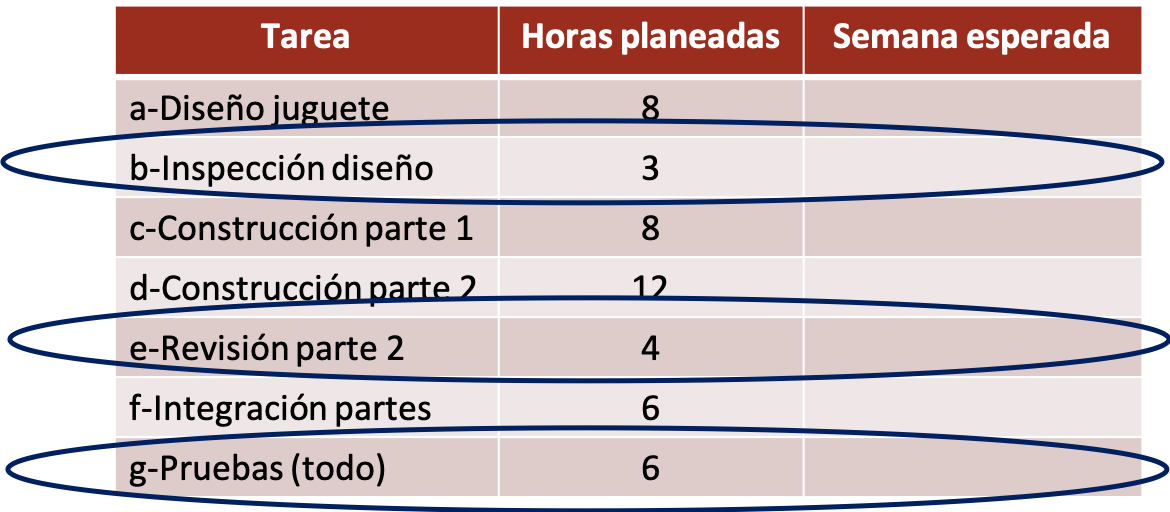 Tarea Horas planeadas Semana esperada
a-Diseño juguete 8
b-Inspección diseño 3
c-Construcción parte 1 8
d-Construcción parte 2 12
e-Revisión parte 2 4
f-Integración partes 6
g-Pruebas (todo) 6